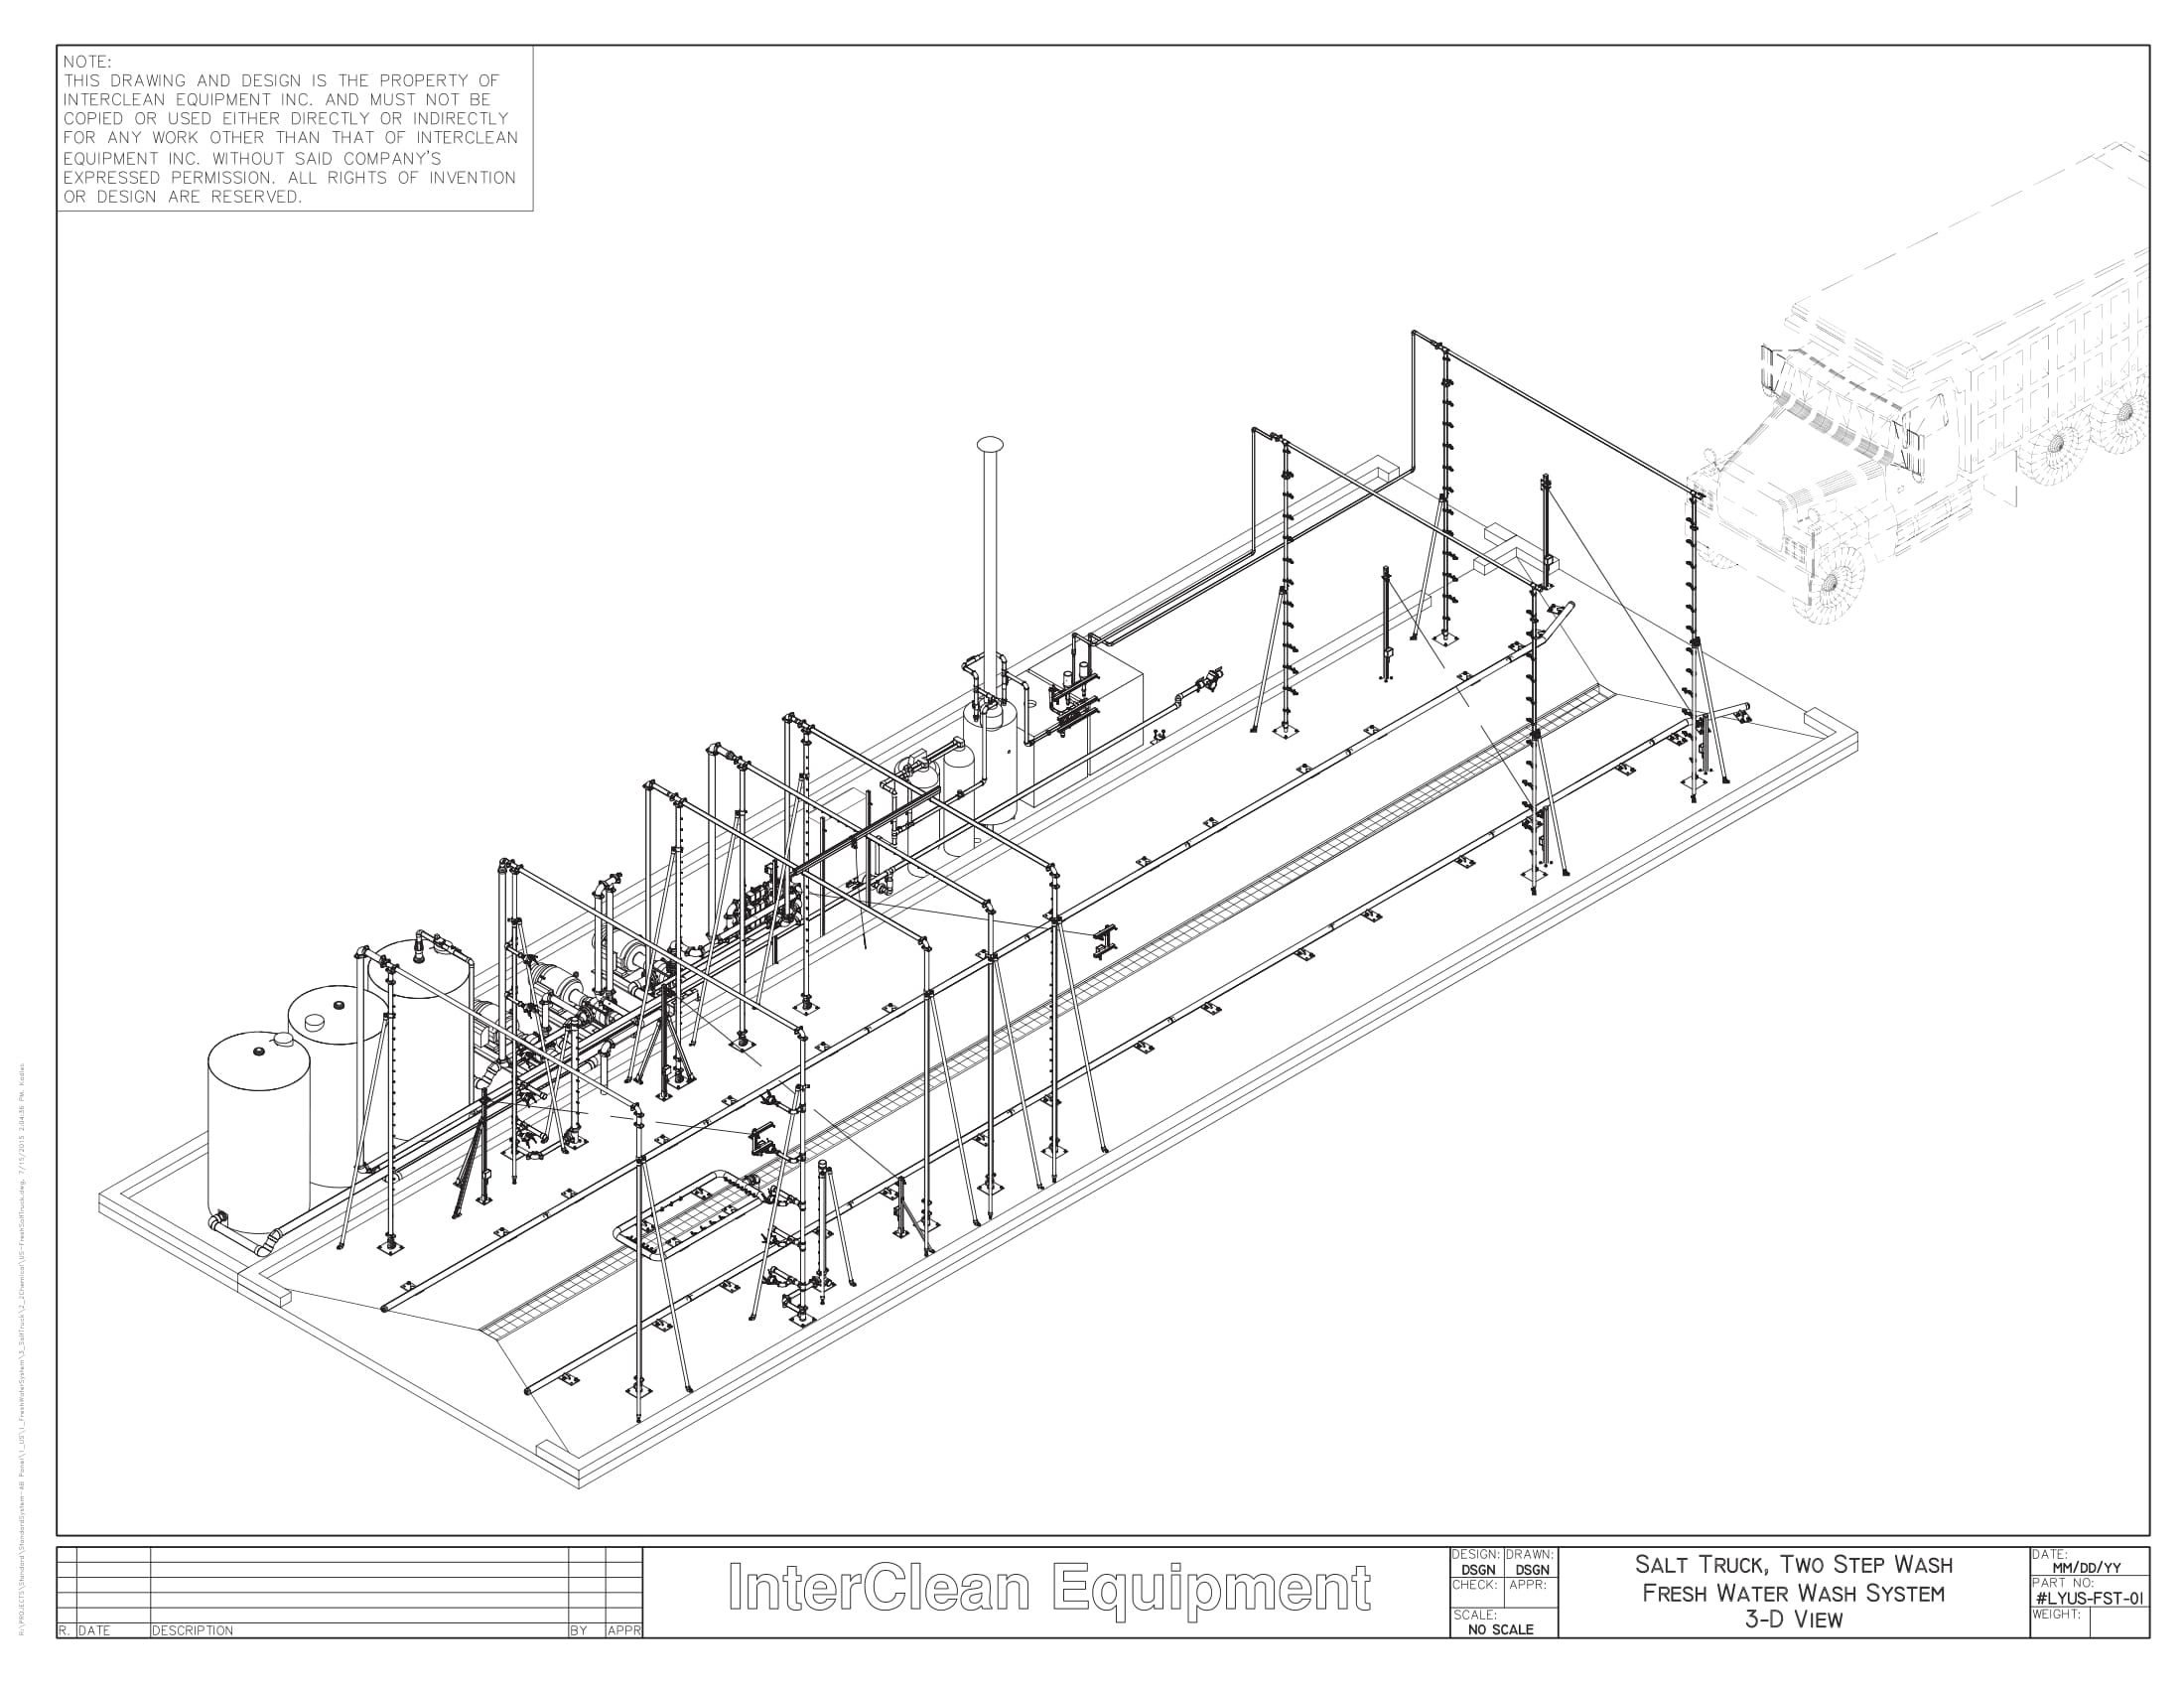 NOTE:
THIS DRAWING AND DESIGN IS THE PROPERTY OF
INTERCLEAN EQUIPMENT INC. AND MUST NOT BE
COPIED OR USED EITHER DIRECTLY OR INDIRECTLY
FOR ANY WORK OTHER THAN THAT OF INTERCLEAN
EQUIPMENT INC. WITHOUT SAID COMPANY'S
EXPRESSED PERMISSION. ALL RIGHTS OF INVENTION
OR DESIGN ARE RESERVED.
R. DATE DESCRIPTION BY APPR
InterClean Equipment
DESIGN: DRAWN:
DSGN DSGN
CHECK: APPR:
SCALE:
NO SCALE
SALT TRUCK, TWO STEP WASH
FRESH WATER WASH SYSTEM
3-D VIEW
DATE:
MM/DD/YY
PART NO:
#LYUS-FST-01
WEIGHT: